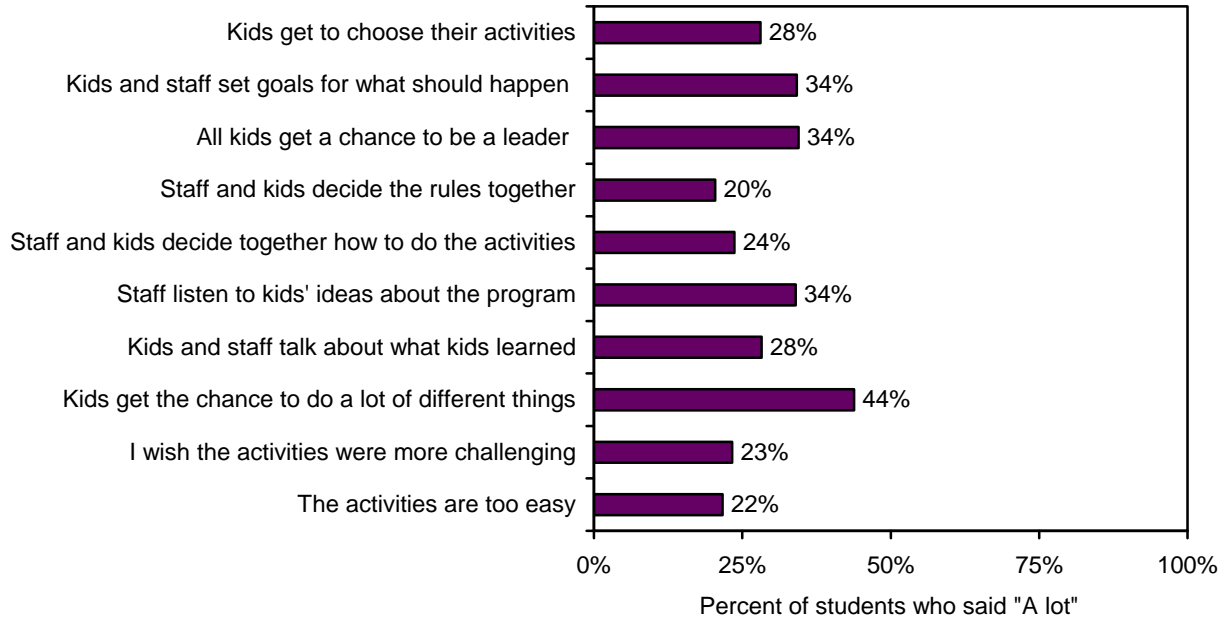 Kids get to choose their activities 28%
Kids and staff set goals for what should happen 34%
All kids get a chance to be a leader 34%
Staff and kids decide the rules together 20%
Staff and kids decide together how to do the activities 24%
Staff listen to kids' ideas about the program 34%
Kids and staff talk about what kids learned 28%
Kids get the chance to do a lot of different things 44%
I wish the activities were more challenging 23%
The activities are too easy 22%
0% 25% 50% 75% 100%
Percent of students who said "A lot"